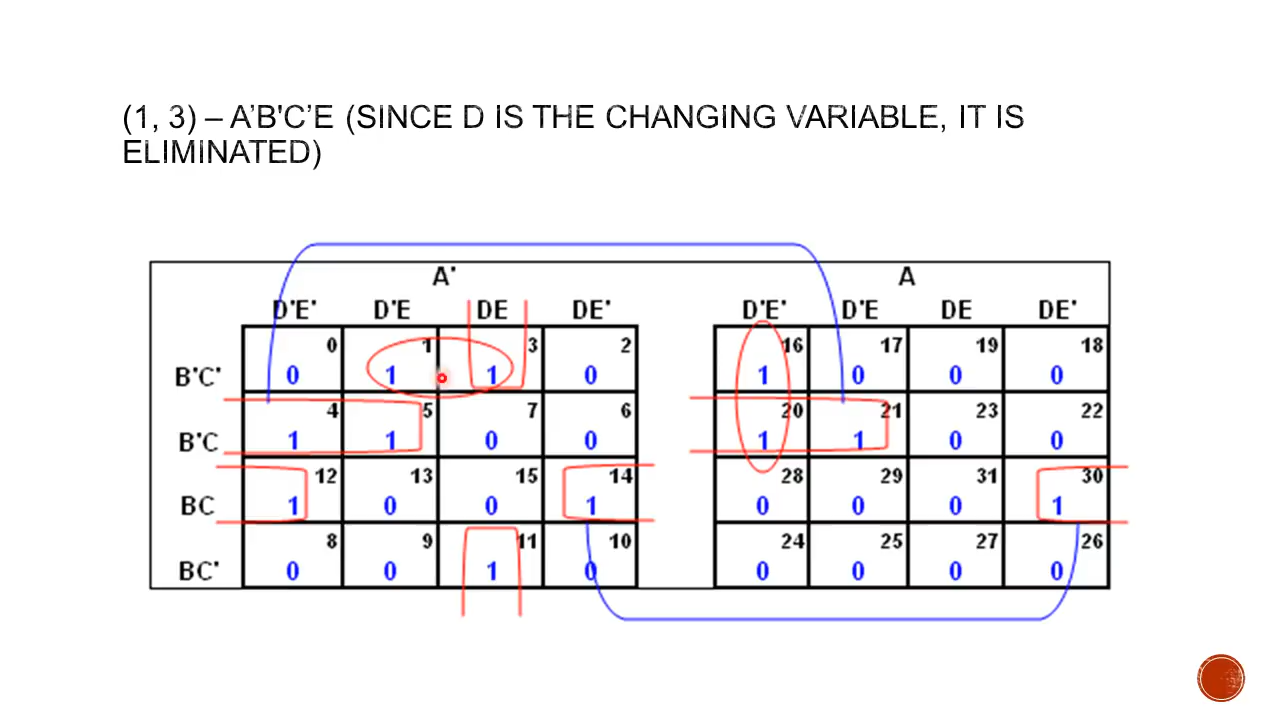 (1, 3) – A’B'C’E (SINCE D IS THE CHANGING VARIABLE, IT IS
ELIMINATED)
A' A
D'E' D'E DE DE' D'E' D'E DE DE'
0 1 3 2 16 17 19 18
B'C' 0 1 1 0 1 0 0 0
4 5 7 6 20 21 23 22
B'C 1 1 0 0 1 1 0 0
12 13 15 14 28 29 31 30
BC 1 0 0 1 0 0 0 1
8 9 11 10 24 25 27 26
BC' 0 0 1 0 0 0 0 0